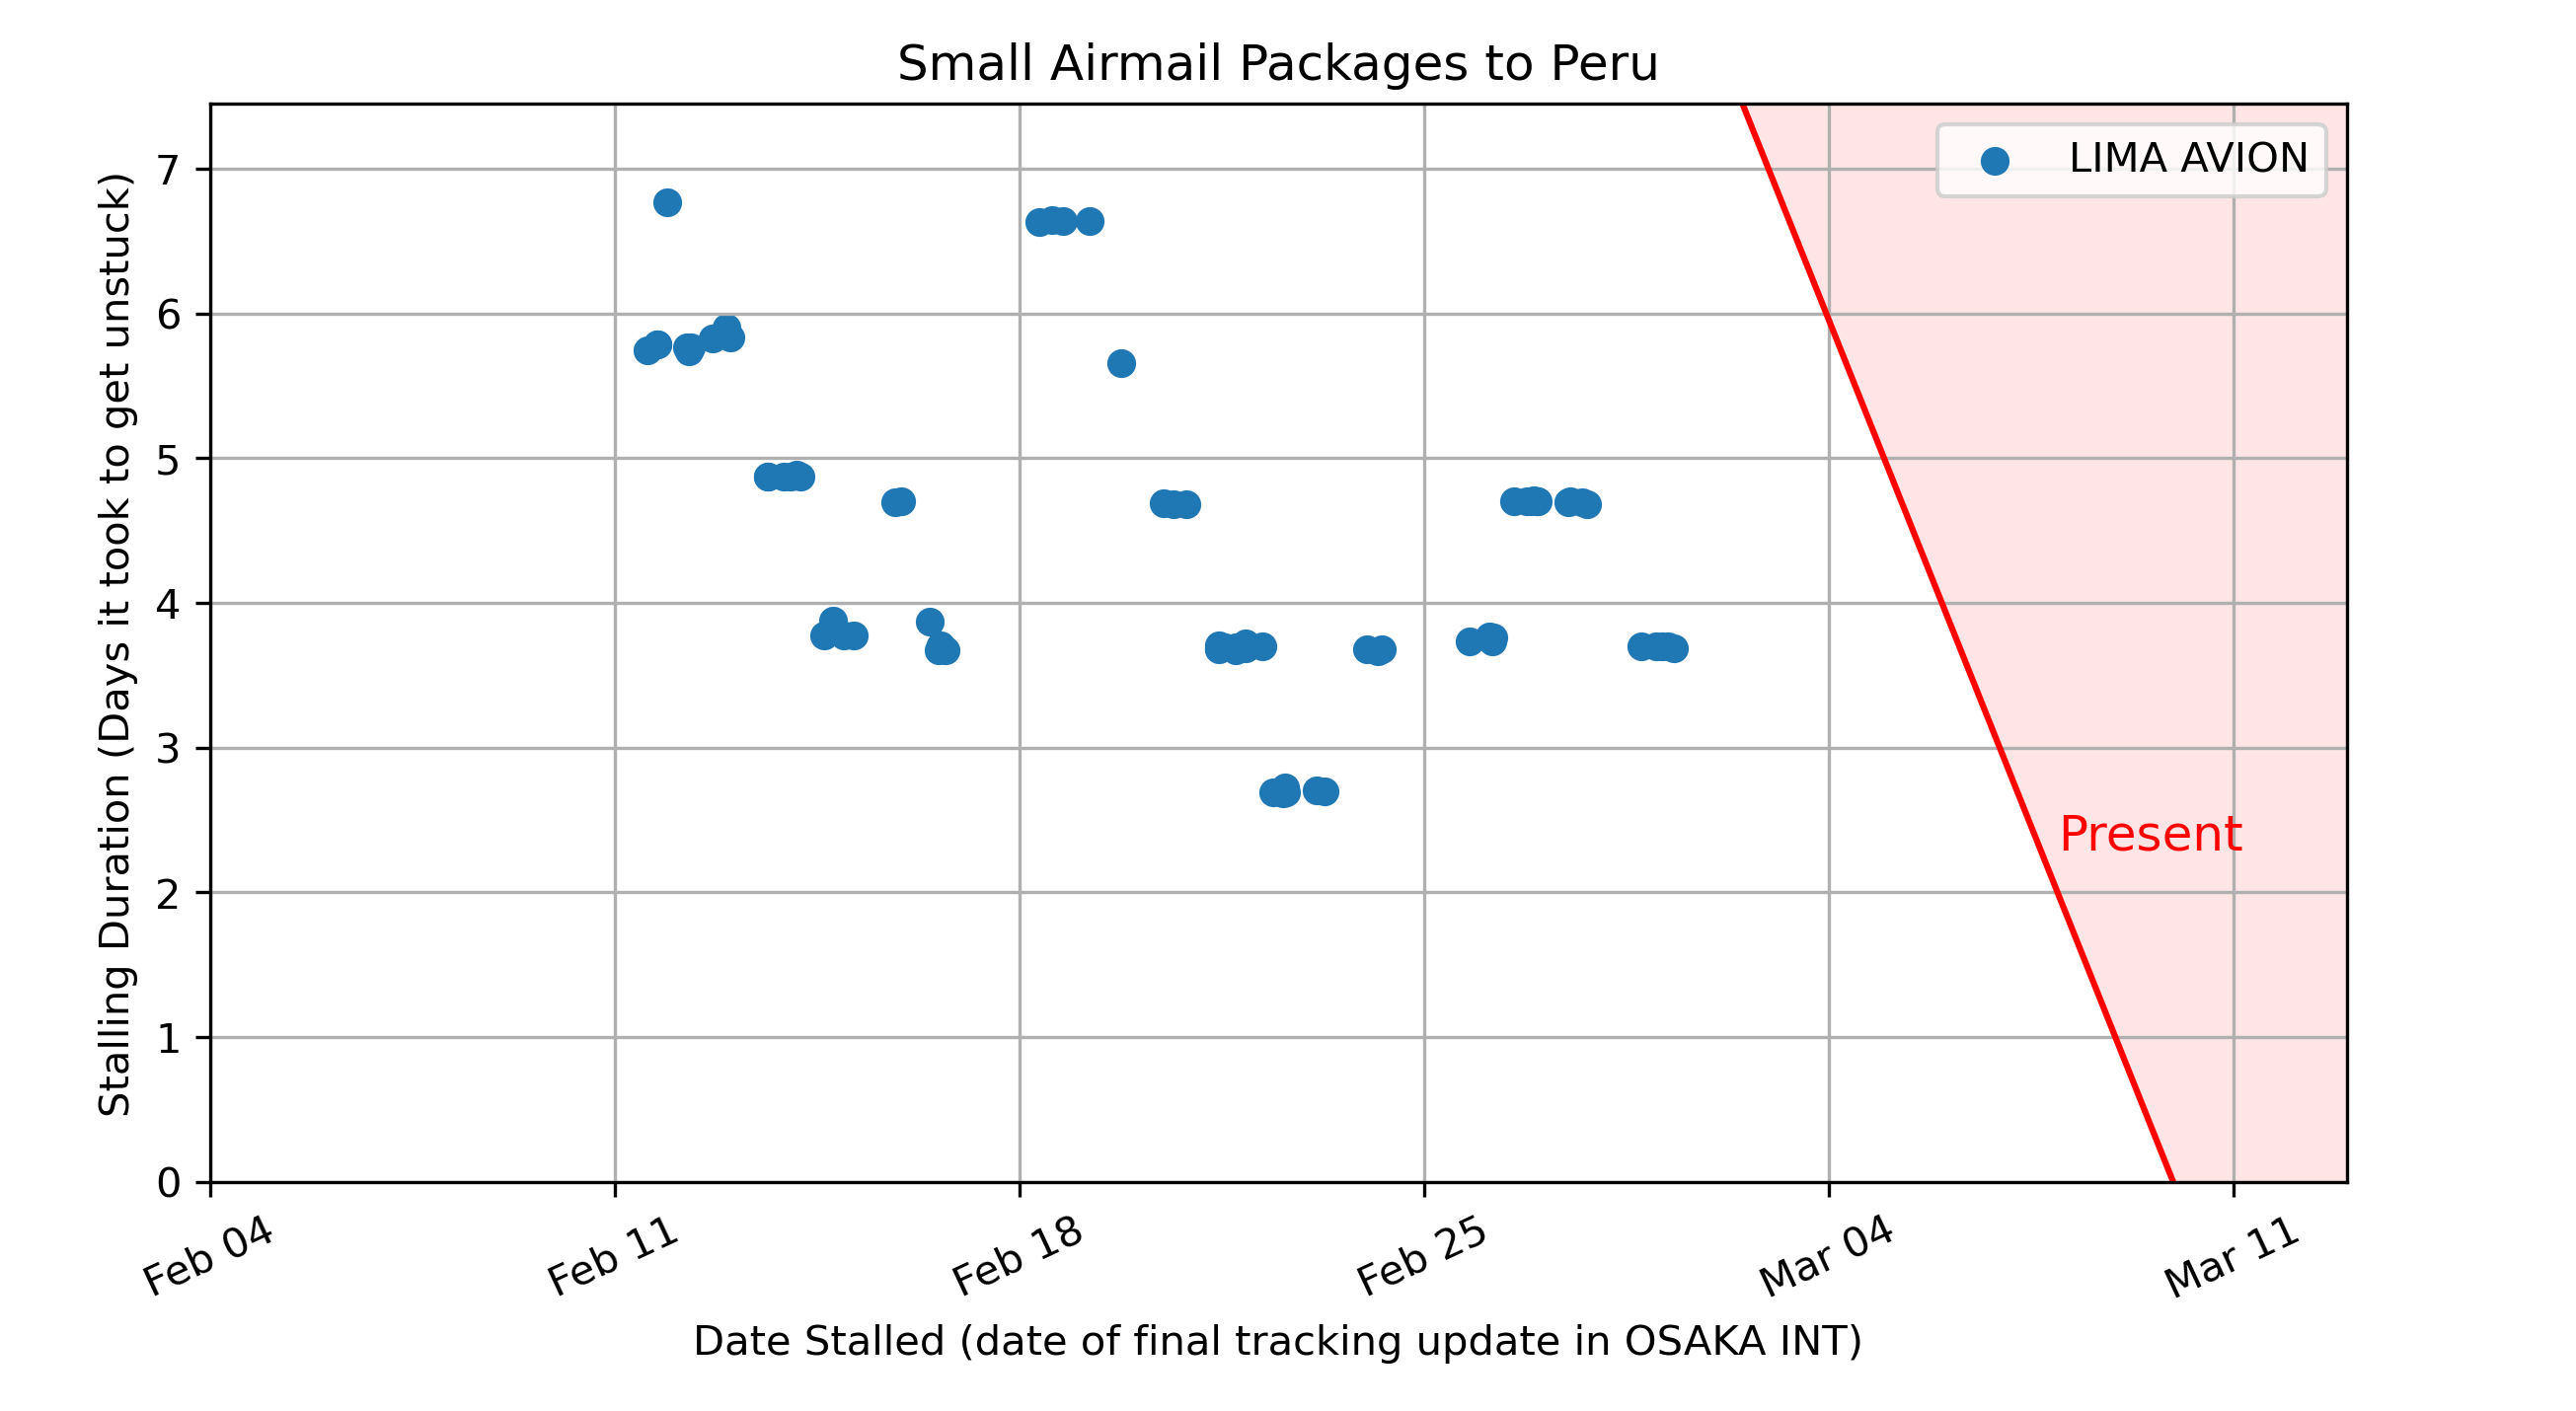 Small Airmail Packages to Peru
LIMA AVION
Stalling Duration (Days it took to get unstuck)
7
6
5
4
3
2
1
0
Present
Feb 04
Feb 11
Feb 18
Feb 25
Mar 04
Mar 11
Date Stalled (date of final tracking update in OSAKA INT)